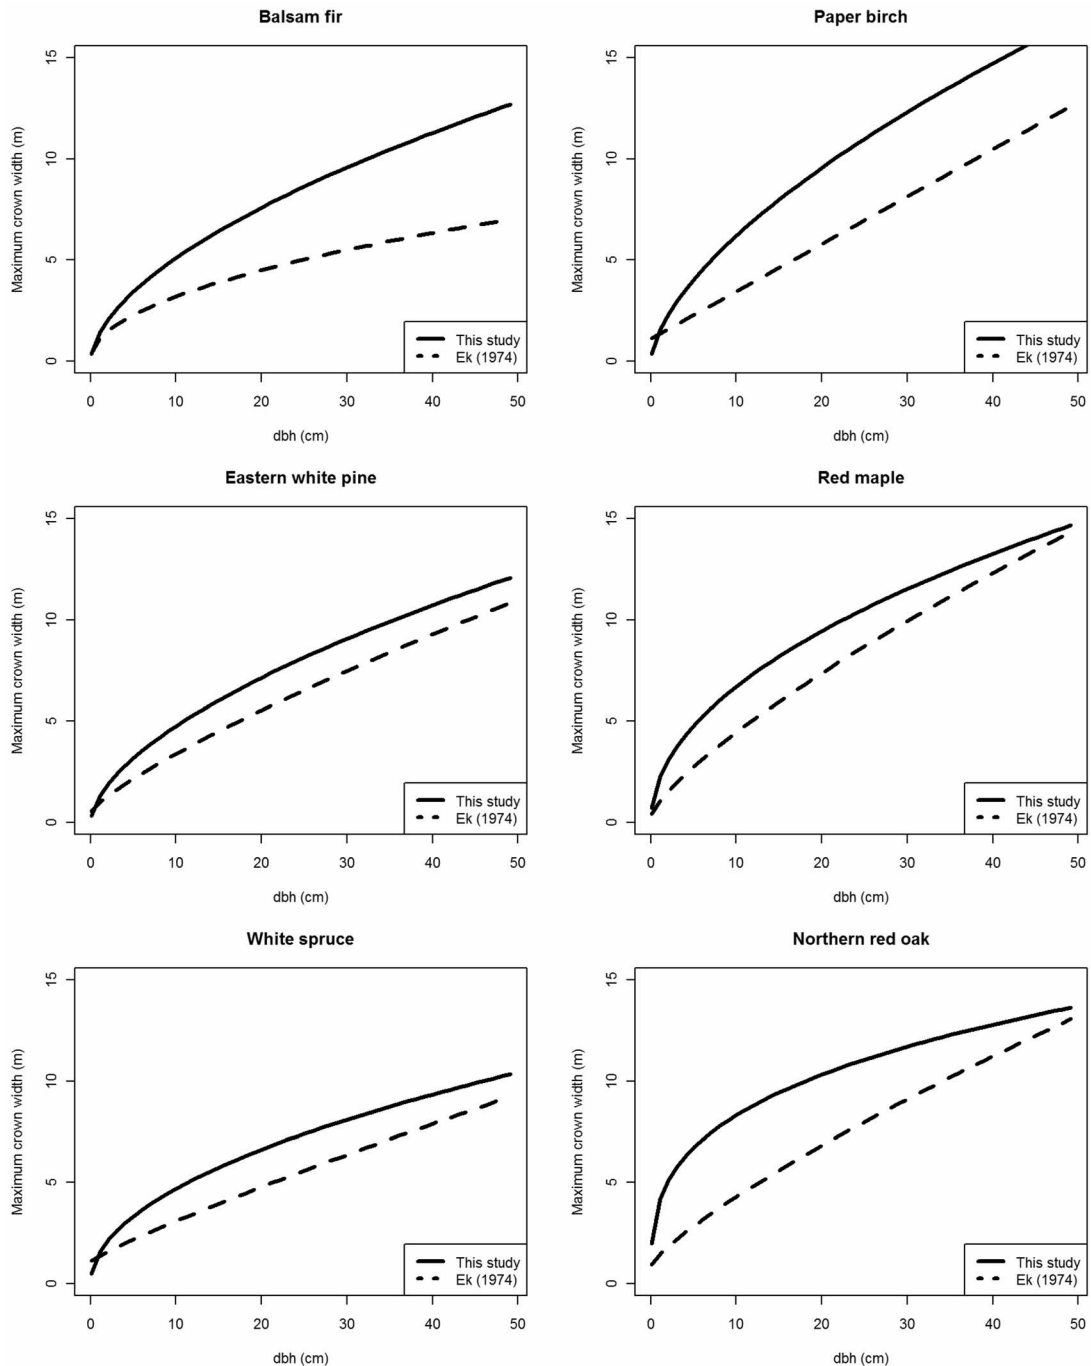 Balsam fir
Maximum crown width (m)
15
10
5
0
This study
Ek (1974)
0 10 20 30 40 50
dbh (cm)
Paper birch
Maximum crown width (m)
15
10
5
0
This study
Ek (1974)
0 10 20 30 40 50
dbh (cm)
Eastern white pine
Maximum crown width (m)
15
10
5
0
This study
Ek (1974)
0 10 20 30 40 50
dbh (cm)
Red maple
Maximum crown width (m)
15
10
5
0
This study
Ek (1974)
0 10 20 30 40 50
dbh (cm)
White spruce
Maximum crown width (m)
15
10
5
0
This study
Ek (1974)
0 10 20 30 40 50
dbh (cm)
Northern red oak
Maximum crown width (m)
15
10
5
0
This study
Ek (1974)
0 10 20 30 40 50
dbh (cm)